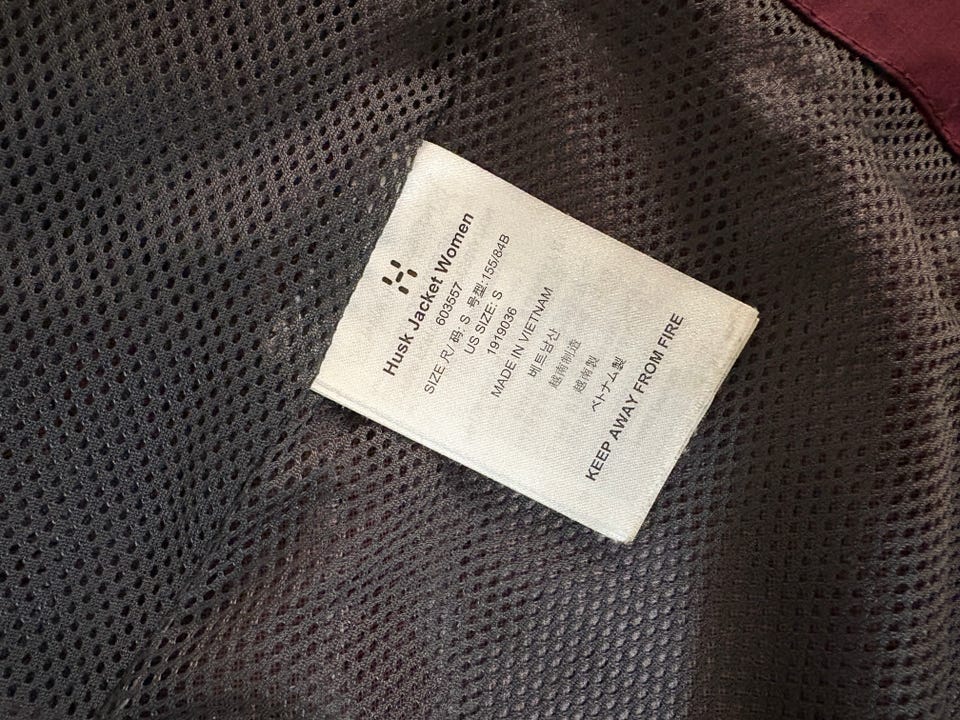 Husk Jacket Women
603557
SIZE.尺/ 码: S 号型:155/84B
US SIZE: S
1919036
MADE IN VIETNAM
베트남산
越南制造
越南製
ベトナム製
KEEP AWAY FROM FIRE